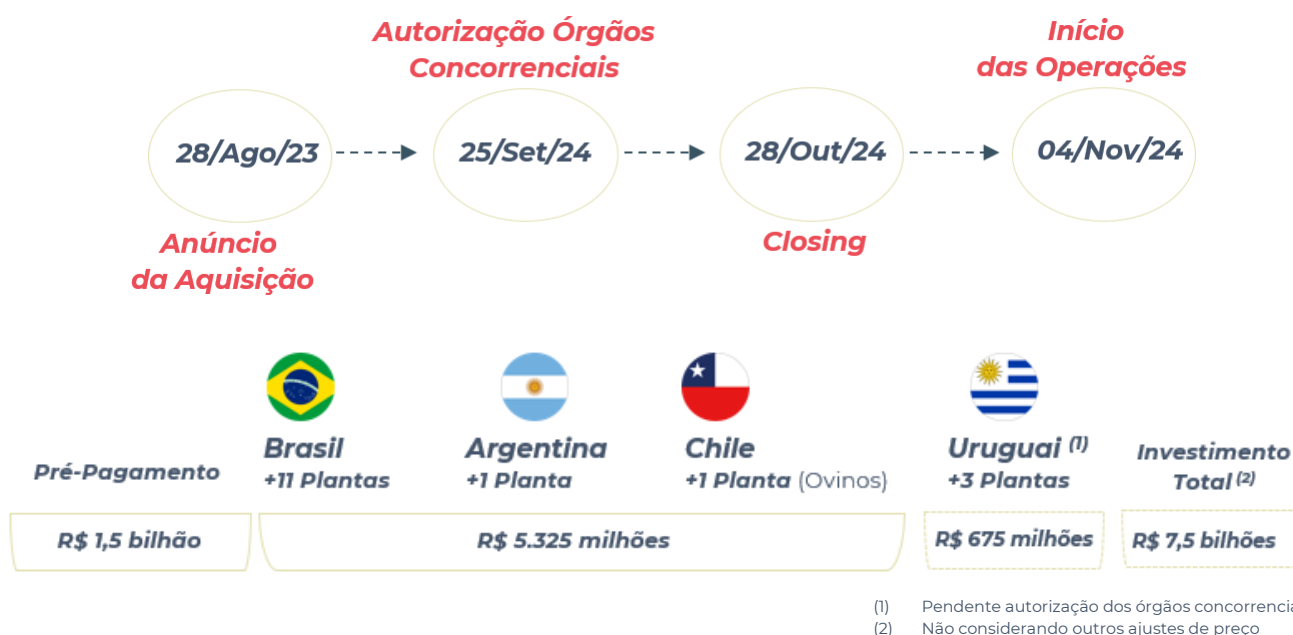 Autorização Órgãos
Concorrenciais
Início
das Operações
28/Ago/23
25/Set/24
28/Out/24
04/Nov/24
Anúncio
da Aquisição
Closing
Pré-Pagamento
Brasil
+11 Plantas
Argentina
+1 Planta
Chile
+1 Planta (Ovinos)
Uruguai (1)
+3 Plantas
Investimento
Total (2)
R$ 1,5 bilhão
R$ 5.325 milhões
R$ 675 milhões
R$ 7,5 bilhões
(1) Pendente autorização dos órgãos
(2) Não considerando outros ajustes de preço